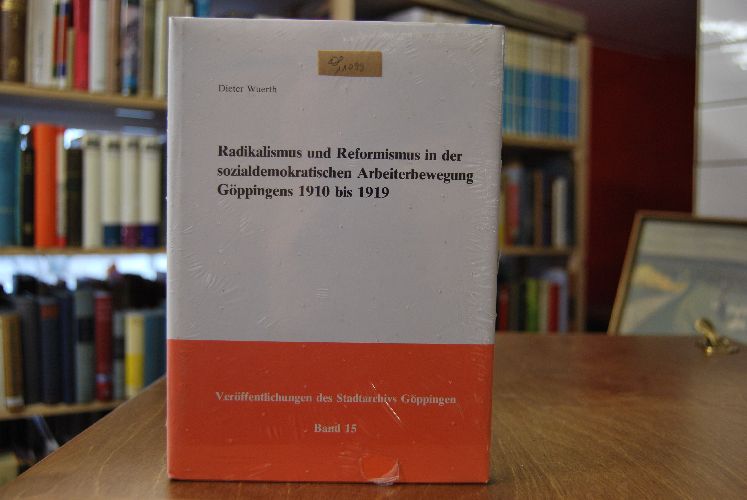 Dieter Wuerth
Radikalismus und Reformismus in der
sozialdemokratischen Arbeiterbewegung
Göppingens 1910 bis 1919
Veröffentlichungen des Stadtarchivs Göppingen
Band 15